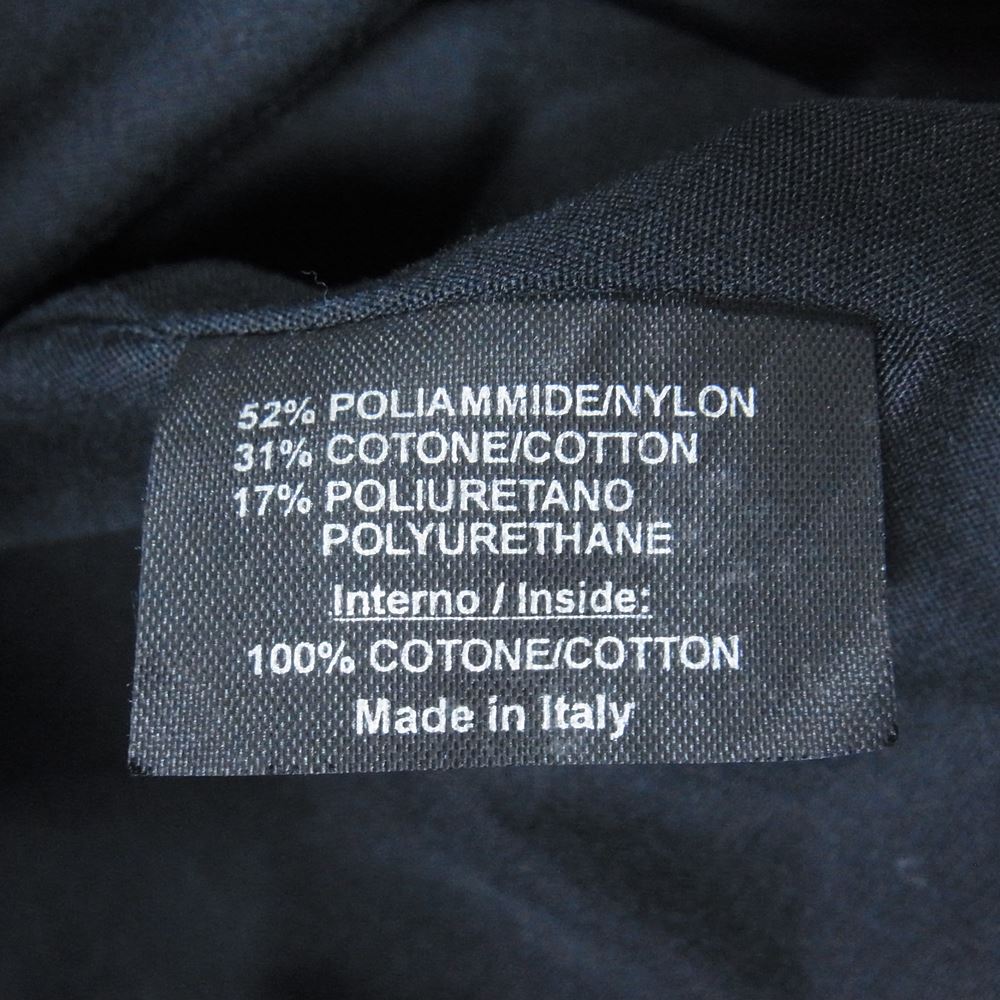 52% POLIAMMIDE/NYLON
31% COTONE/COTTON
17% POLIURETANO
POLYURETHANE
Interno / Inside:
100% COTONE/COTTON
Made in Italy